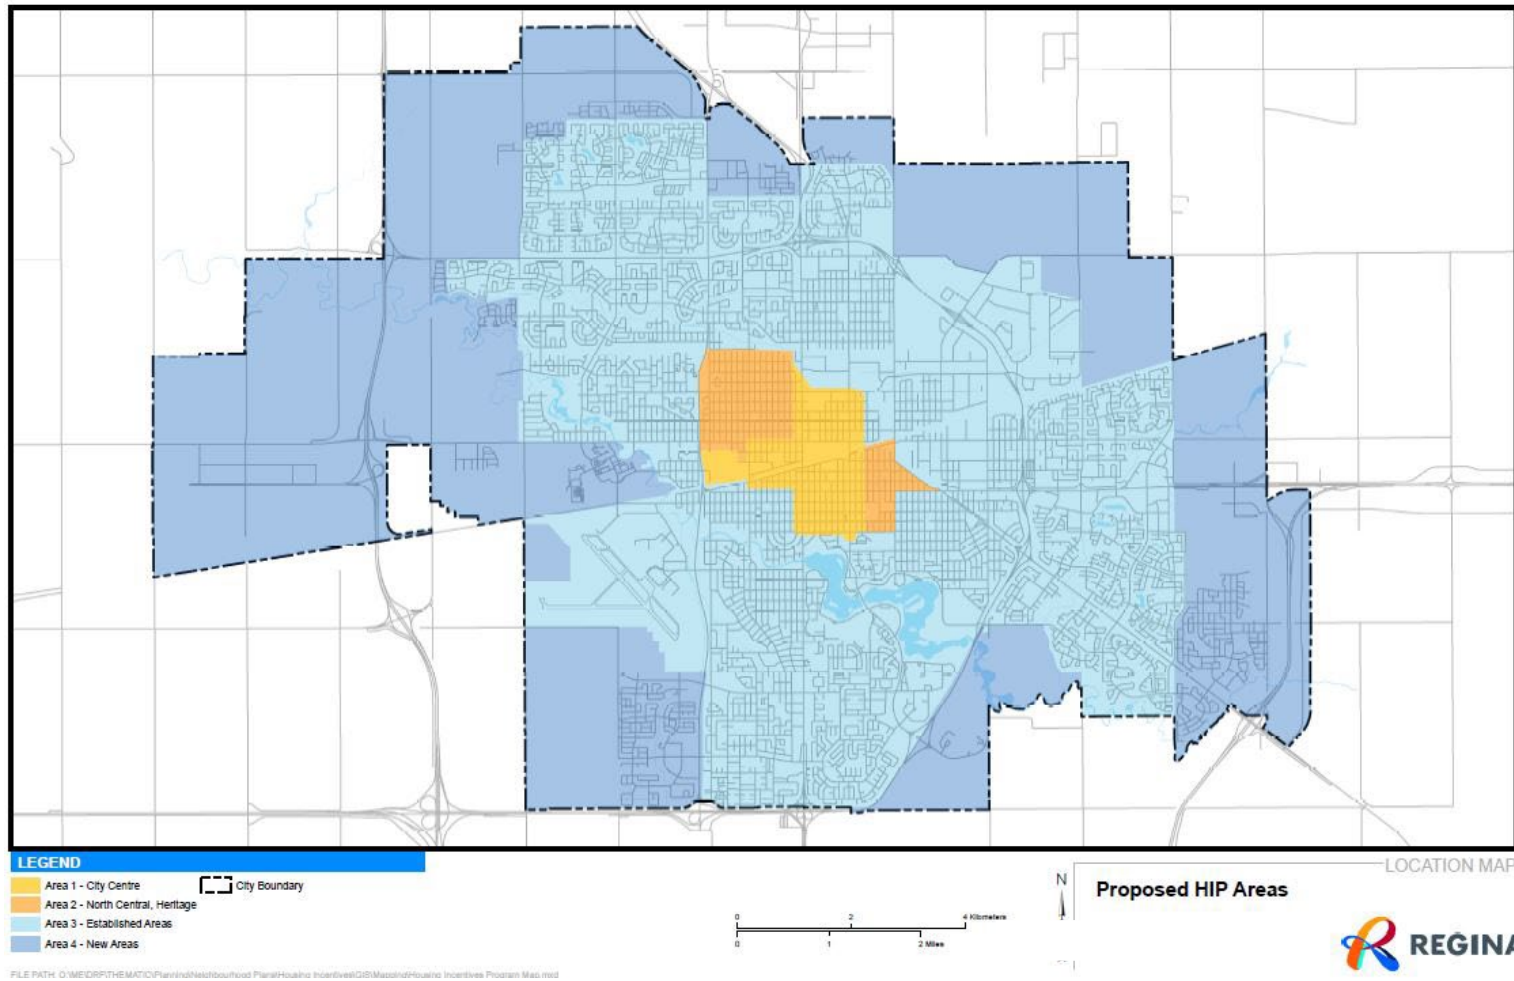 LEGEND
Area 1 - City Centre
City Boundary
Area 2 - North Central, Heritage
Area 3 - Established Areas
Area 4 - New Areas
0 2 4 Kilometers
0 1 2 Miles
N
LOCATION MAP
Proposed HIP Areas
REGINA